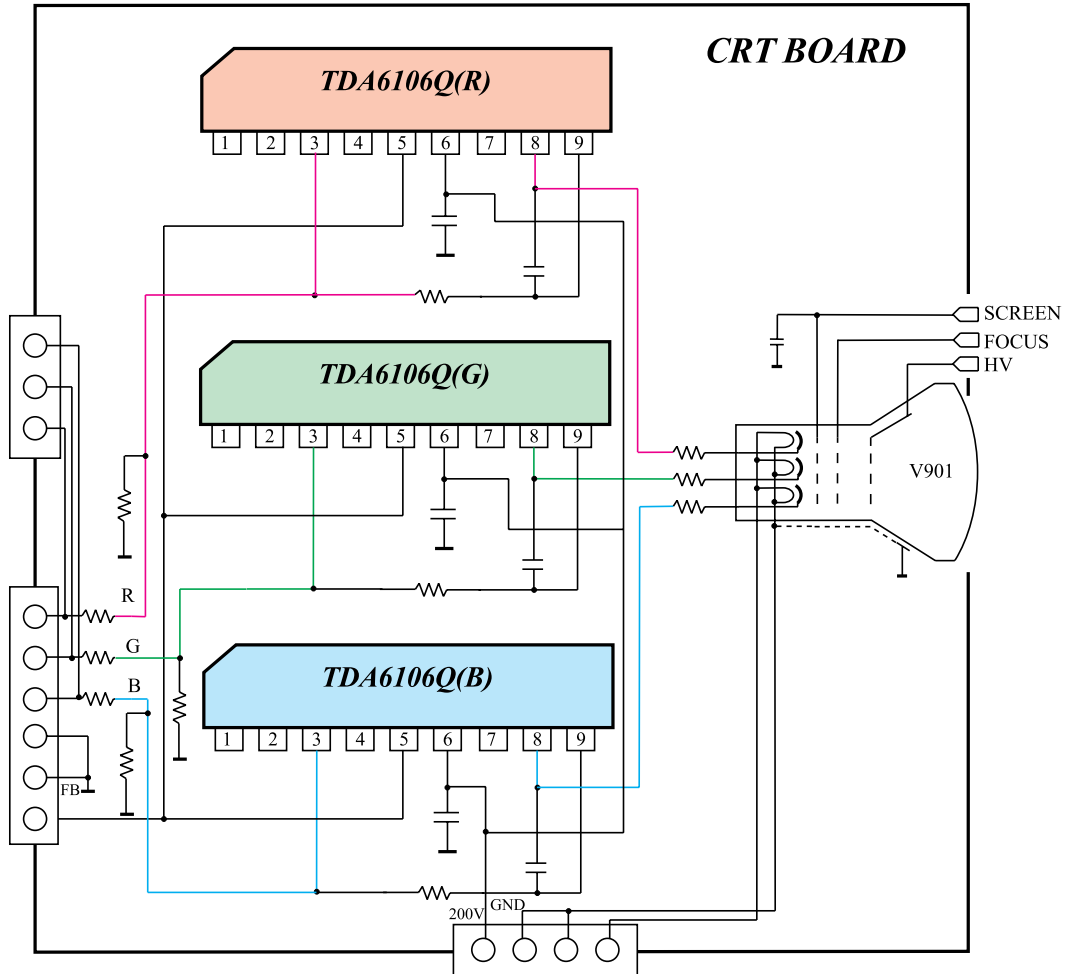 CRT BOARD
TDA6106Q(R)
1 2 3 4 5 6 7 8 9
SCREEN
FOCUS
HV
TDA6106Q(G)
1 2 3 4 5 6 7 8 9
V901
R
G
B
TDA6106Q(B)
1 2 3 4 5 6 7 8 9
FB
200V
GND